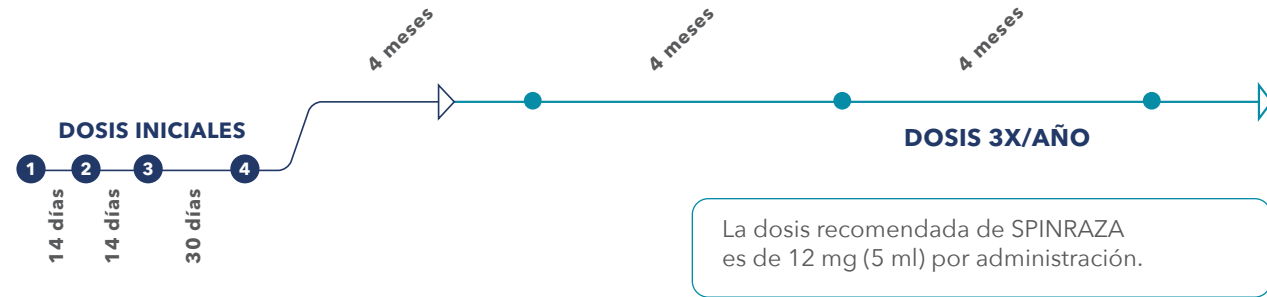 4 meses
4 meses
4 meses
DOSIS INICIALES
DOSIS 3X/AÑO
1
2
3
4
14 días
14 días
30 días
La dosis recomendada de SPINRAZA
es de 12 mg (5 ml) por administración.